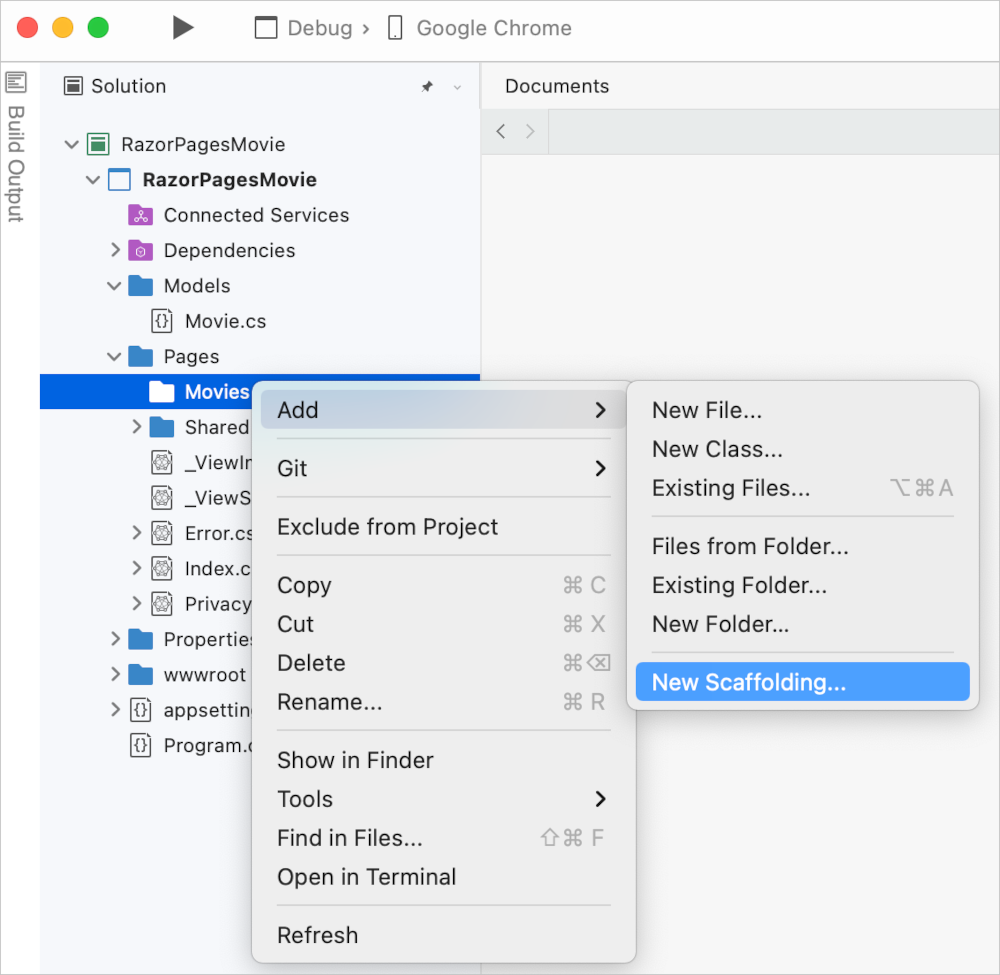 Debug › Google Chrome
Build Output
Solution
Documents
RazorPagesMovie
RazorPagesMovie
Connected Services
Dependencies
Models
Movie.cs
Pages
Movies
Shared
_ViewIn
_ViewS
Error.cs
Index.c
Privacy
Properties
wwwroot
appsettin
Program.c
Add
Git
Exclude from Project
Copy ⌘ C
Cut ⌘ X
Delete ⌘⌫
Rename... ⌘ R
Show in Finder
Tools
Find in Files... ⇧⌘ F
Open in Terminal
Refresh
New File...
New Class...
Existing Files... ⌥⌘A
Files from Folder...
Existing Folder...
New Folder...
New Scaffolding...